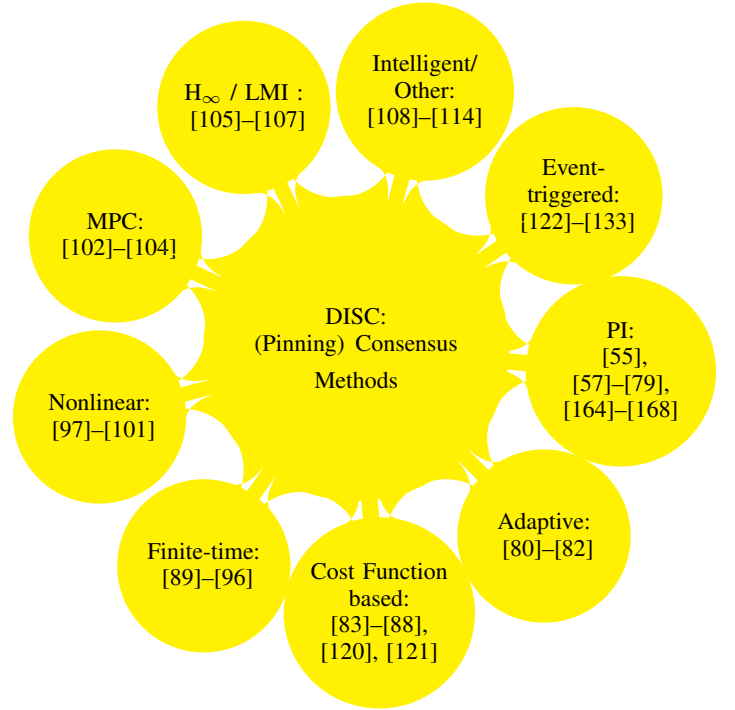 DISC:
(Pinning) Consensus
Methods
Intelligent/
Other:
[108]–[114]
Event-
triggered:
[122]–[133]
PI:
[55],
[57]–[79],
[164]–[168]
Adaptive:
[80]–[82]
Cost Function
based:
[83]–[88],
[120], [121]
Finite-time:
[89]–[96]
Nonlinear:
[97]–[101]
MPC:
[102]–[104]
H∞ / LMI :
[105]–[107]